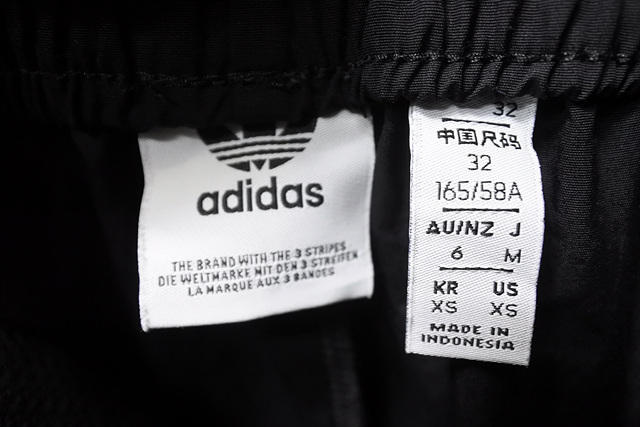 adidas
THE BRAND WITH THE 3 STRIPES
DIE WELTMARKE MIT DEN 3 STREIFEN
LA MARQUE AUX 3 BANDES
32
中国尺码
32
165/58A
AU/NZ J
6 M
KR US
XS XS
MADE IN
INDONESIA